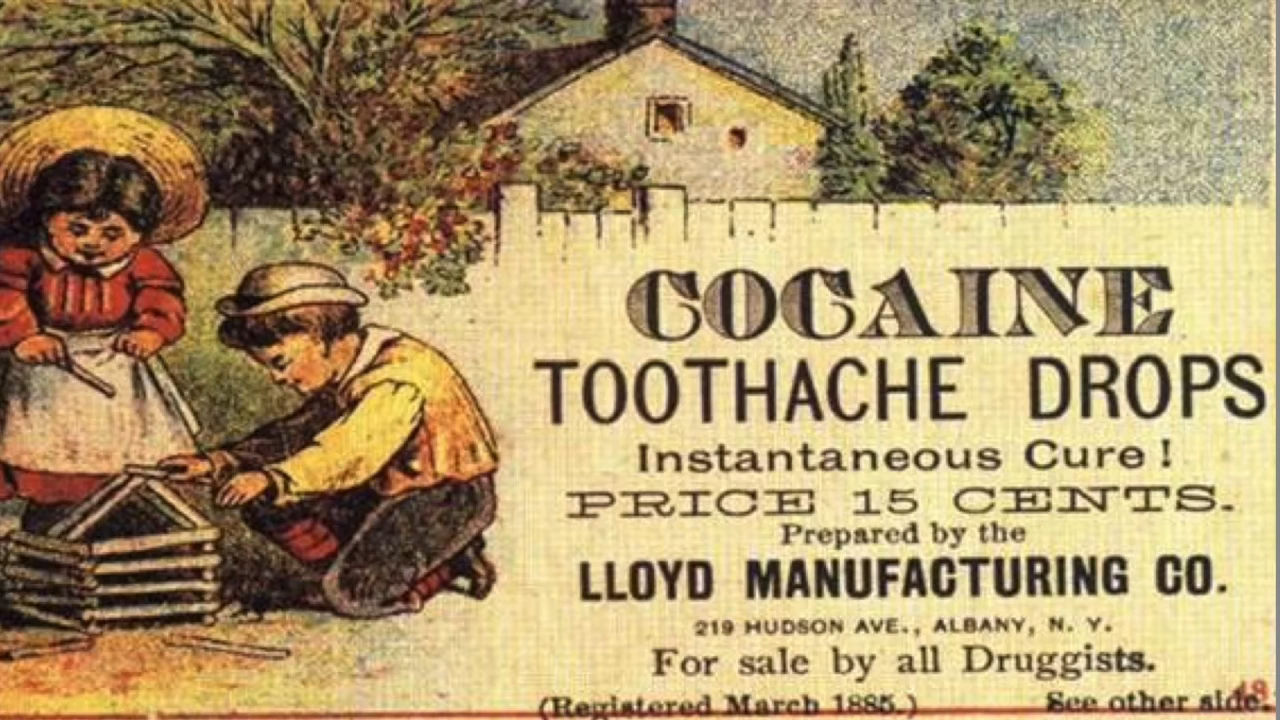 COCAINE
TOOTHACHE DROPS
Instantaneous Cure!
PRICE 15 CENTS.
Prepared by the
LLOYD MANUFACTURING CO.
219 HUDSON AVE., ALBANY, N. Y.
For sale by all Druggists.
(Registered March 1885.) See other side.
18